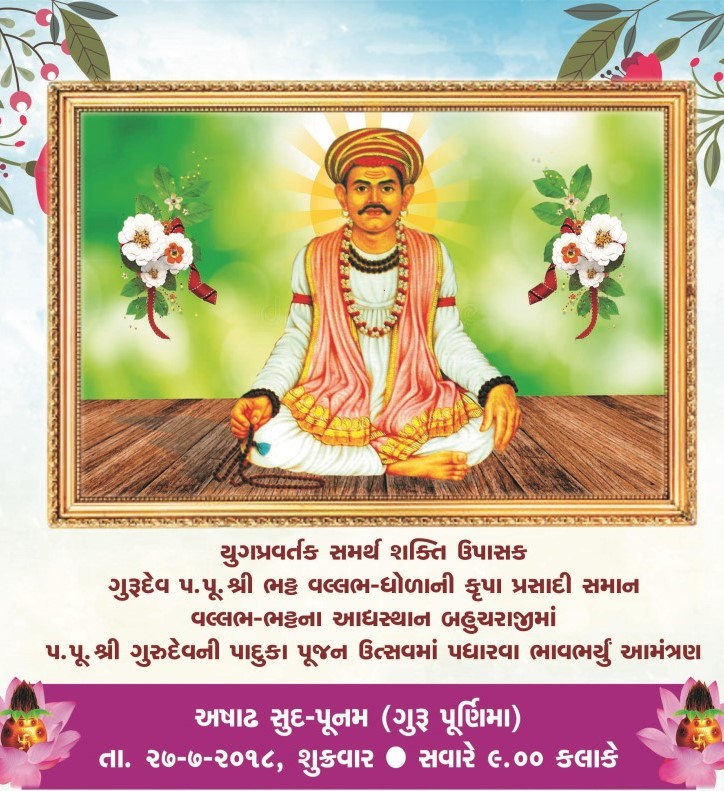 યુગપ્રવર્તક સમર્થ શક્તિ ઉપાસક
ગુરૂદેવ પ.પૂ.શ્રી ભટ્ટ વલ્લભ-ધોળાની કૃપા પ્રસાદી સમાન
વલ્લભ-ભટ્ટના આદ્યસ્થાન બહુચરાજીમાં
પ.પૂ.શ્રી ગુરુદેવની પાદુકા પૂજન ઉત્સવમાં પધારવા ભાવભર્યું આમંત્રણ
અષાઢ સુદ-પૂનમ (ગુરૂ પૂર્ણિમા)
તા. ૨૭-૭-૨૦૧૮, શુક્રવાર ● સવારે ૯.૦૦ કલાકે